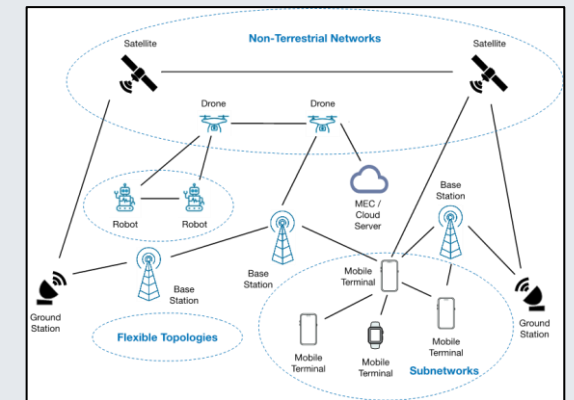 Non-Terrestrial Networks
Satellite
Satellite
Drone
Drone
MEC /
Cloud
Server
Base
Station
Robot
Robot
Base
Station
Base
Station
Mobile
Terminal
Ground
Station
Ground
Station
Flexible Topologies
Mobile
Terminal
Mobile
Terminal
Mobile
Terminal
Subnetworks